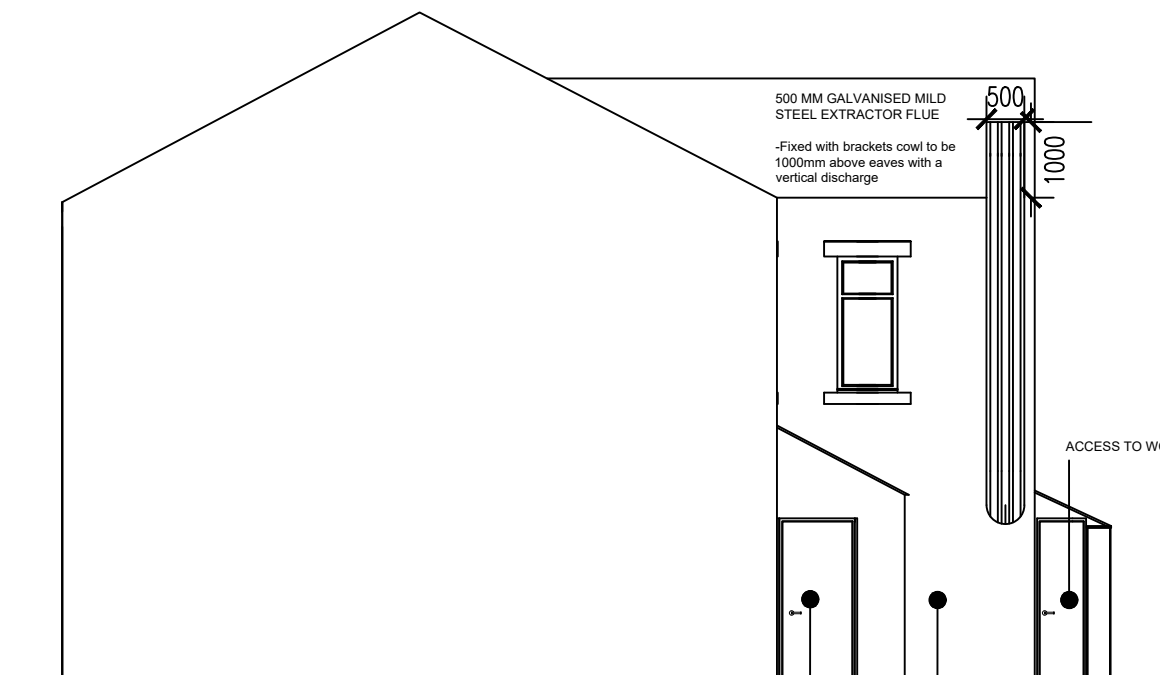 500 MM GALVANISED MILD
STEEL EXTRACTOR FLUE
-Fixed with brackets cowl to be
1000mm above eaves with a
vertical discharge
500
1000
ACCESS TO